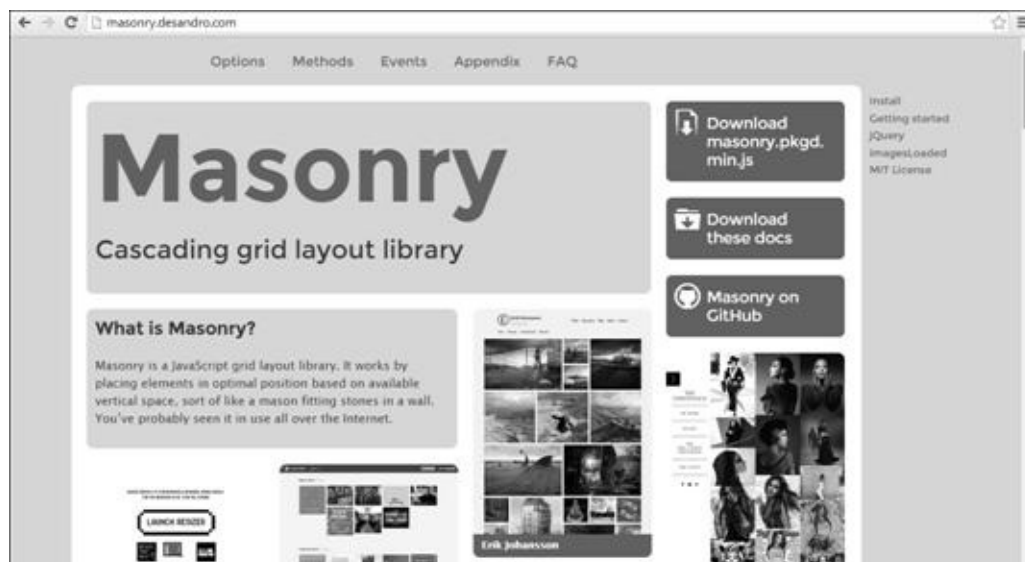 masonry.desandro.com
Options Methods Events Appendix FAQ
Masonry
Cascading grid layout library
Download
masonry.pkgd.
min.js
Download
these docs
Masonry on
GitHub
Install
Getting started
jQuery
imagesLoaded
MIT License
What is Masonry?
Masonry is a JavaScript grid layout library. It works by
placing elements in optimal position based on available
vertical space, sort of like a mason fitting stones in a wall.
You've probably seen it in use all over the Internet.
LAUNCH RESIZER
Erik Johansson